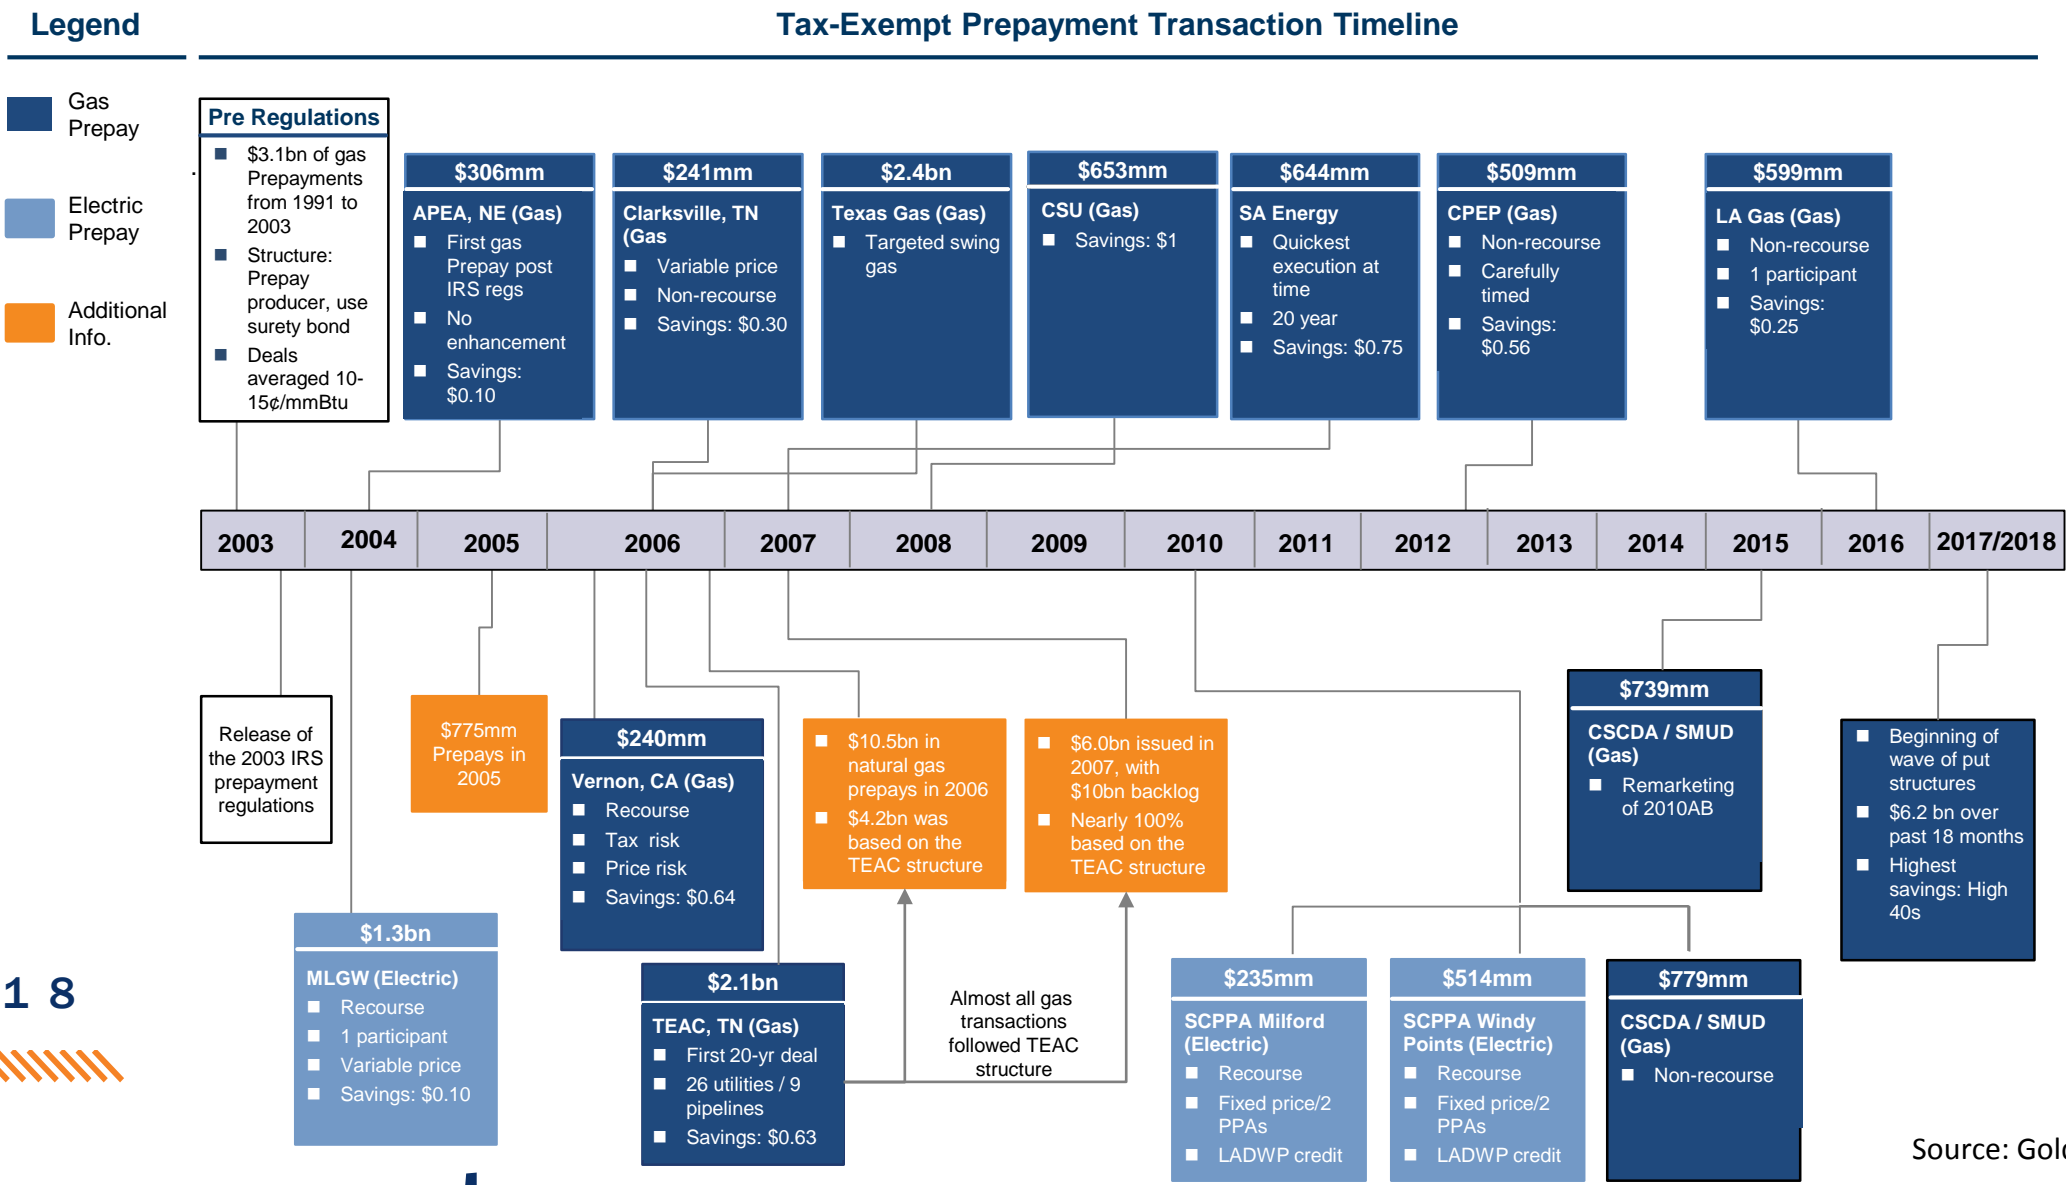 Legend
Tax-Exempt Prepayment Transaction Timeline
Gas
Prepay
Electric
Prepay
Additional
Info.
Pre Regulations
$3.1bn of gas
Prepayments
from 1991 to
2003
Structure:
Prepay
producer, use
surety bond
Deals
averaged 10-
15¢/mmBtu
$306mm
APEA, NE (Gas)
First gas
Prepay post
IRS regs
No
enhancement
Savings:
$0.10
$241mm
Clarksville, TN
(Gas
Variable price
Non-recourse
Savings: $0.30
$2.4bn
Texas Gas (Gas)
Targeted swing
gas
$653mm
CSU (Gas)
Savings: $1
$644mm
SA Energy
Quickest
execution at
time
20 year
Savings: $0.75
$509mm
CPEP (Gas)
Non-recourse
Carefully
timed
Savings:
$0.56
$599mm
LA Gas (Gas)
Non-recourse
1 participant
Savings:
$0.25
2003 2004 2005 2006 2007 2008 2009 2010 2011 2012 2013 2014 2015 2016 2017/2018
Release of
the 2003 IRS
prepayment
regulations
$1.3bn
MLGW (Electric)
Recourse
1 participant
Variable price
Savings: $0.10
$775mm
Prepays in
2005
$240mm
Vernon, CA (Gas)
Recourse
Tax risk
Price risk
Savings: $0.64
$2.1bn
TEAC, TN (Gas)
First 20-yr deal
26 utilities / 9
pipelines
Savings: $0.63
$10.5bn in
natural gas
prepays in 2006
$4.2bn was
based on the
TEAC structure
$6.0bn issued in
2007, with
$10bn backlog
Nearly 100%
based on the
TEAC structure
Almost all gas
transactions
followed TEAC
structure
$235mm
SCPPA Milford
(Electric)
Recourse
Fixed price/2
PPAs
LADWP credit
$514mm
SCPPA Windy
Points (Electric)
Recourse
Fixed price/2
PPAs
LADWP credit
$779mm
CSCDA / SMUD
(Gas)
Non-recourse
$739mm
CSCDA / SMUD
(Gas)
Remarketing
of 2010AB
Beginning of
wave of put
structures
$6.2 bn over
past 18 months
Highest
savings: High
40s
18
Source: Gold